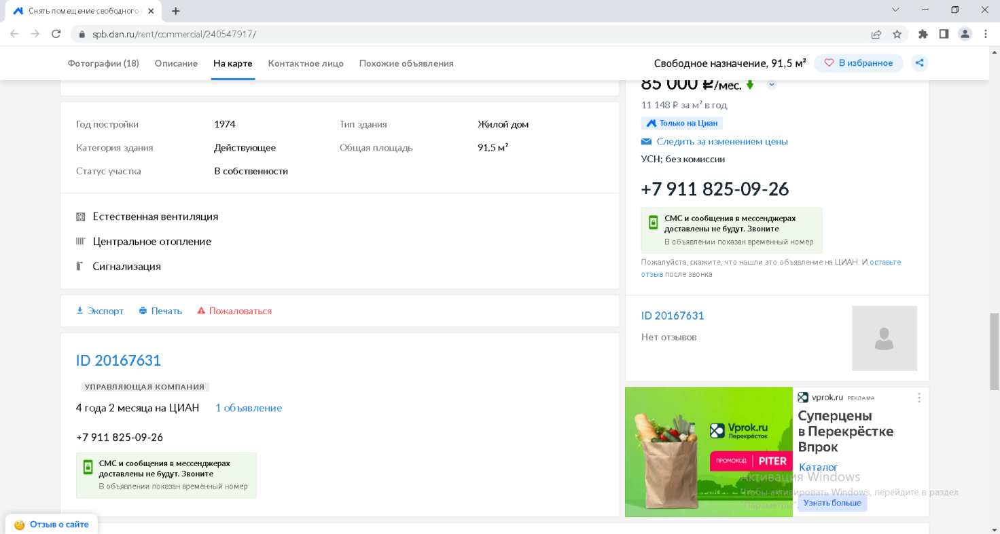 Снять помещение свободного
spb.cian.ru/rent/commercial/240547917/
Фотографии (18) Описание На карте Контактное лицо Похожие объявления
Свободное назначение, 91,5 м² В избранное
85 000 ₽/мес.
11 148 ₽ за м² в год
Только на Циан
Следить за изменением цены
УСН; без комиссии
+7 911 825-09-26
СМС и сообщения в мессенджерах
доставлены не будут. Звоните
В объявлении показан временный номер
Пожалуйста, скажите, что нашли это объявление на ЦИАН. И оставьте
отзыв после звонка
ID 20167631
Нет отзывов
Год постройки 1974 Тип здания Жилой дом
Категория здания Действующее Общая площадь 91,5 м²
Статус участка В собственности
Естественная вентиляция
Центральное отопление
Сигнализация
Экспорт Печать Пожаловаться
ID 20167631
УПРАВЛЯЮЩАЯ КОМПАНИЯ
4 года 2 месяца на ЦИАН 1 объявление
+7 911 825-09-26
СМС и сообщения в мессенджерах
доставлены не будут. Звоните
В объявлении показан временный номер
Vprok.ru
Перекрёсток
ПРОМОКОД PITER
vprok.ru РЕКЛАМА
Суперцены
в Перекрёстке
Впрок
Каталог
Узнать больше
Активация Windows
Чтобы активировать Windows, перейдите в раздел
"Параметры".
Отзыв о сайте